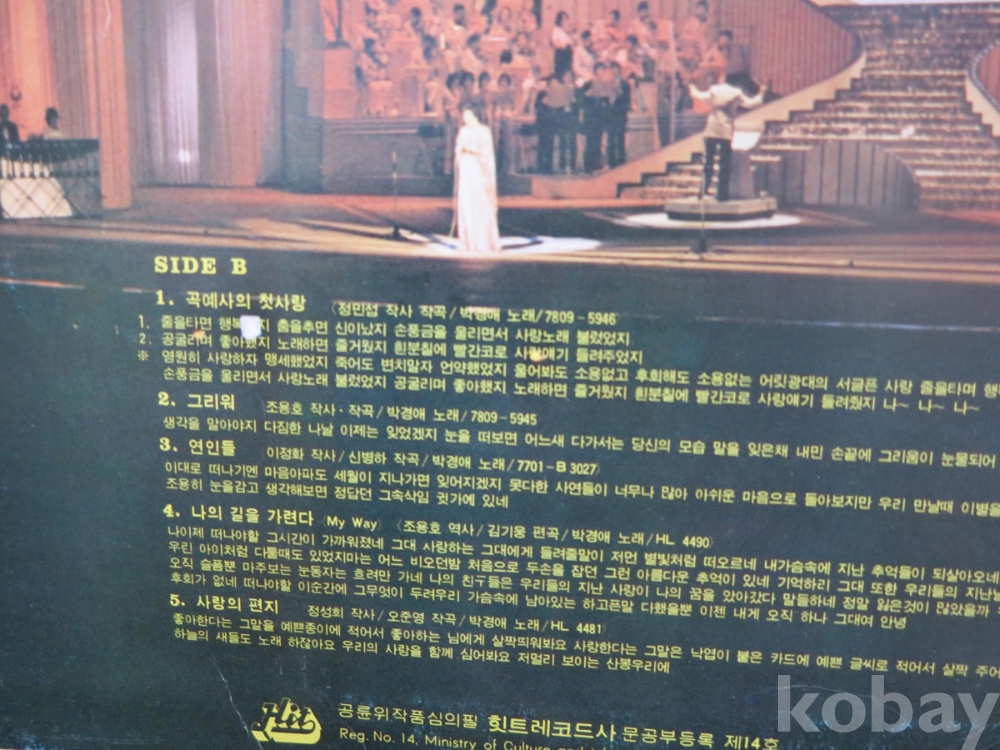 SIDE B
1. 곡예사의 첫사랑 〈정민섭 작사 작곡/박경애 노래/7809-5946〉
1. 줄을타면 행복 지 춤을추면 신이났지 손풍금을 울리면서 사랑노래 불렀었지
2. 공굴리며 좋아했지 노래하면 즐거웠지 흰분칠에 빨간코로 사랑얘기 들려주었지
※ 영원히 사랑하자 맹세했었지 죽어도 변치말자 언약했었지 울어봐도 소용없고 후회해도 소용없는 어릿광대의 서글픈 사랑 줄을타며 행
손풍금을 울리면서 사랑노래 불렀었지 공굴리며 좋아했지 노래하면 즐거웠지 흰분칠에 빨간코로 사랑얘기 들려줬지 나~ 나~ 나~
2. 그리워 조용호 작사·작곡/박경애 노래/7809-5945
생각을 말아야지 다짐한 나날 이제는 잊었겠지 눈을 떠보면 어느새 다가서는 당신의 모습 말을 잊은채 내민 손끝에 그리움이 눈물되어
3. 연인들 이정화 작사/신병하 작곡/박경애 노래/7701-B 3027〉
이대로 떠나기엔 마음아파도 세월이 지나가면 잊어지겠지 못다한 사연들이 너무나 많아 아쉬운 마음으로 돌아보지만 우리 만날때 이별을
조용히 눈을감고 생각해보면 정답던 그속삭임 귓가에 있네
4. 나의 길을 가련다 〈My Way〉 〈조용호 역사/김기웅 편곡/박경애 노래/HL 4490〉
나이제 떠나야할 그시간이 가까워졌네 그대 사랑하는 그대에게 들려줄말이 저먼 별빛처럼 떠오르네 내가슴속에 지난 추억들이 되살아오네
우린 아이처럼 다툴때도 있었지마는 어느 비오던밤 처음으로 두손을 잡던 그런 아름다운 추억이 있네 기억하리 그대 또한 우리들의 지난날
오직 슬픔뿐 마주보는 눈동자는 흐려만 가네 나의 친구들은 우리들의 지난 사랑이 나의 꿈을 앗아갔다 말들하네 정말 잃은것이 많았을까
후회가 없네 떠나야할 이순간에 그무엇이 두려우리 가슴속에 남아있는 하고픈말 다했을뿐 이젠 내게 오직 하나 그대여 안녕
5. 사랑의 편지 정성희 작사/오준영 작곡/박경애 노래/HL 4481〉
좋아한다는 그말을 예쁜종이에 적어서 좋아하는 님에게 살짝띄워봐요 사랑한다는 그말은 낙엽이 붙은 카드에 예쁜 글씨로 적어서 살짝 주어
하늘의 새들도 노래 하잖아요 우리의 사랑을 함께 심어봐요 저멀리 보이는 산봉우리에
Hit 공륜위작품심의필 힛트레코드사 문공부등록 제14호
Reg. No. 14, Ministry of Culture and
kobay